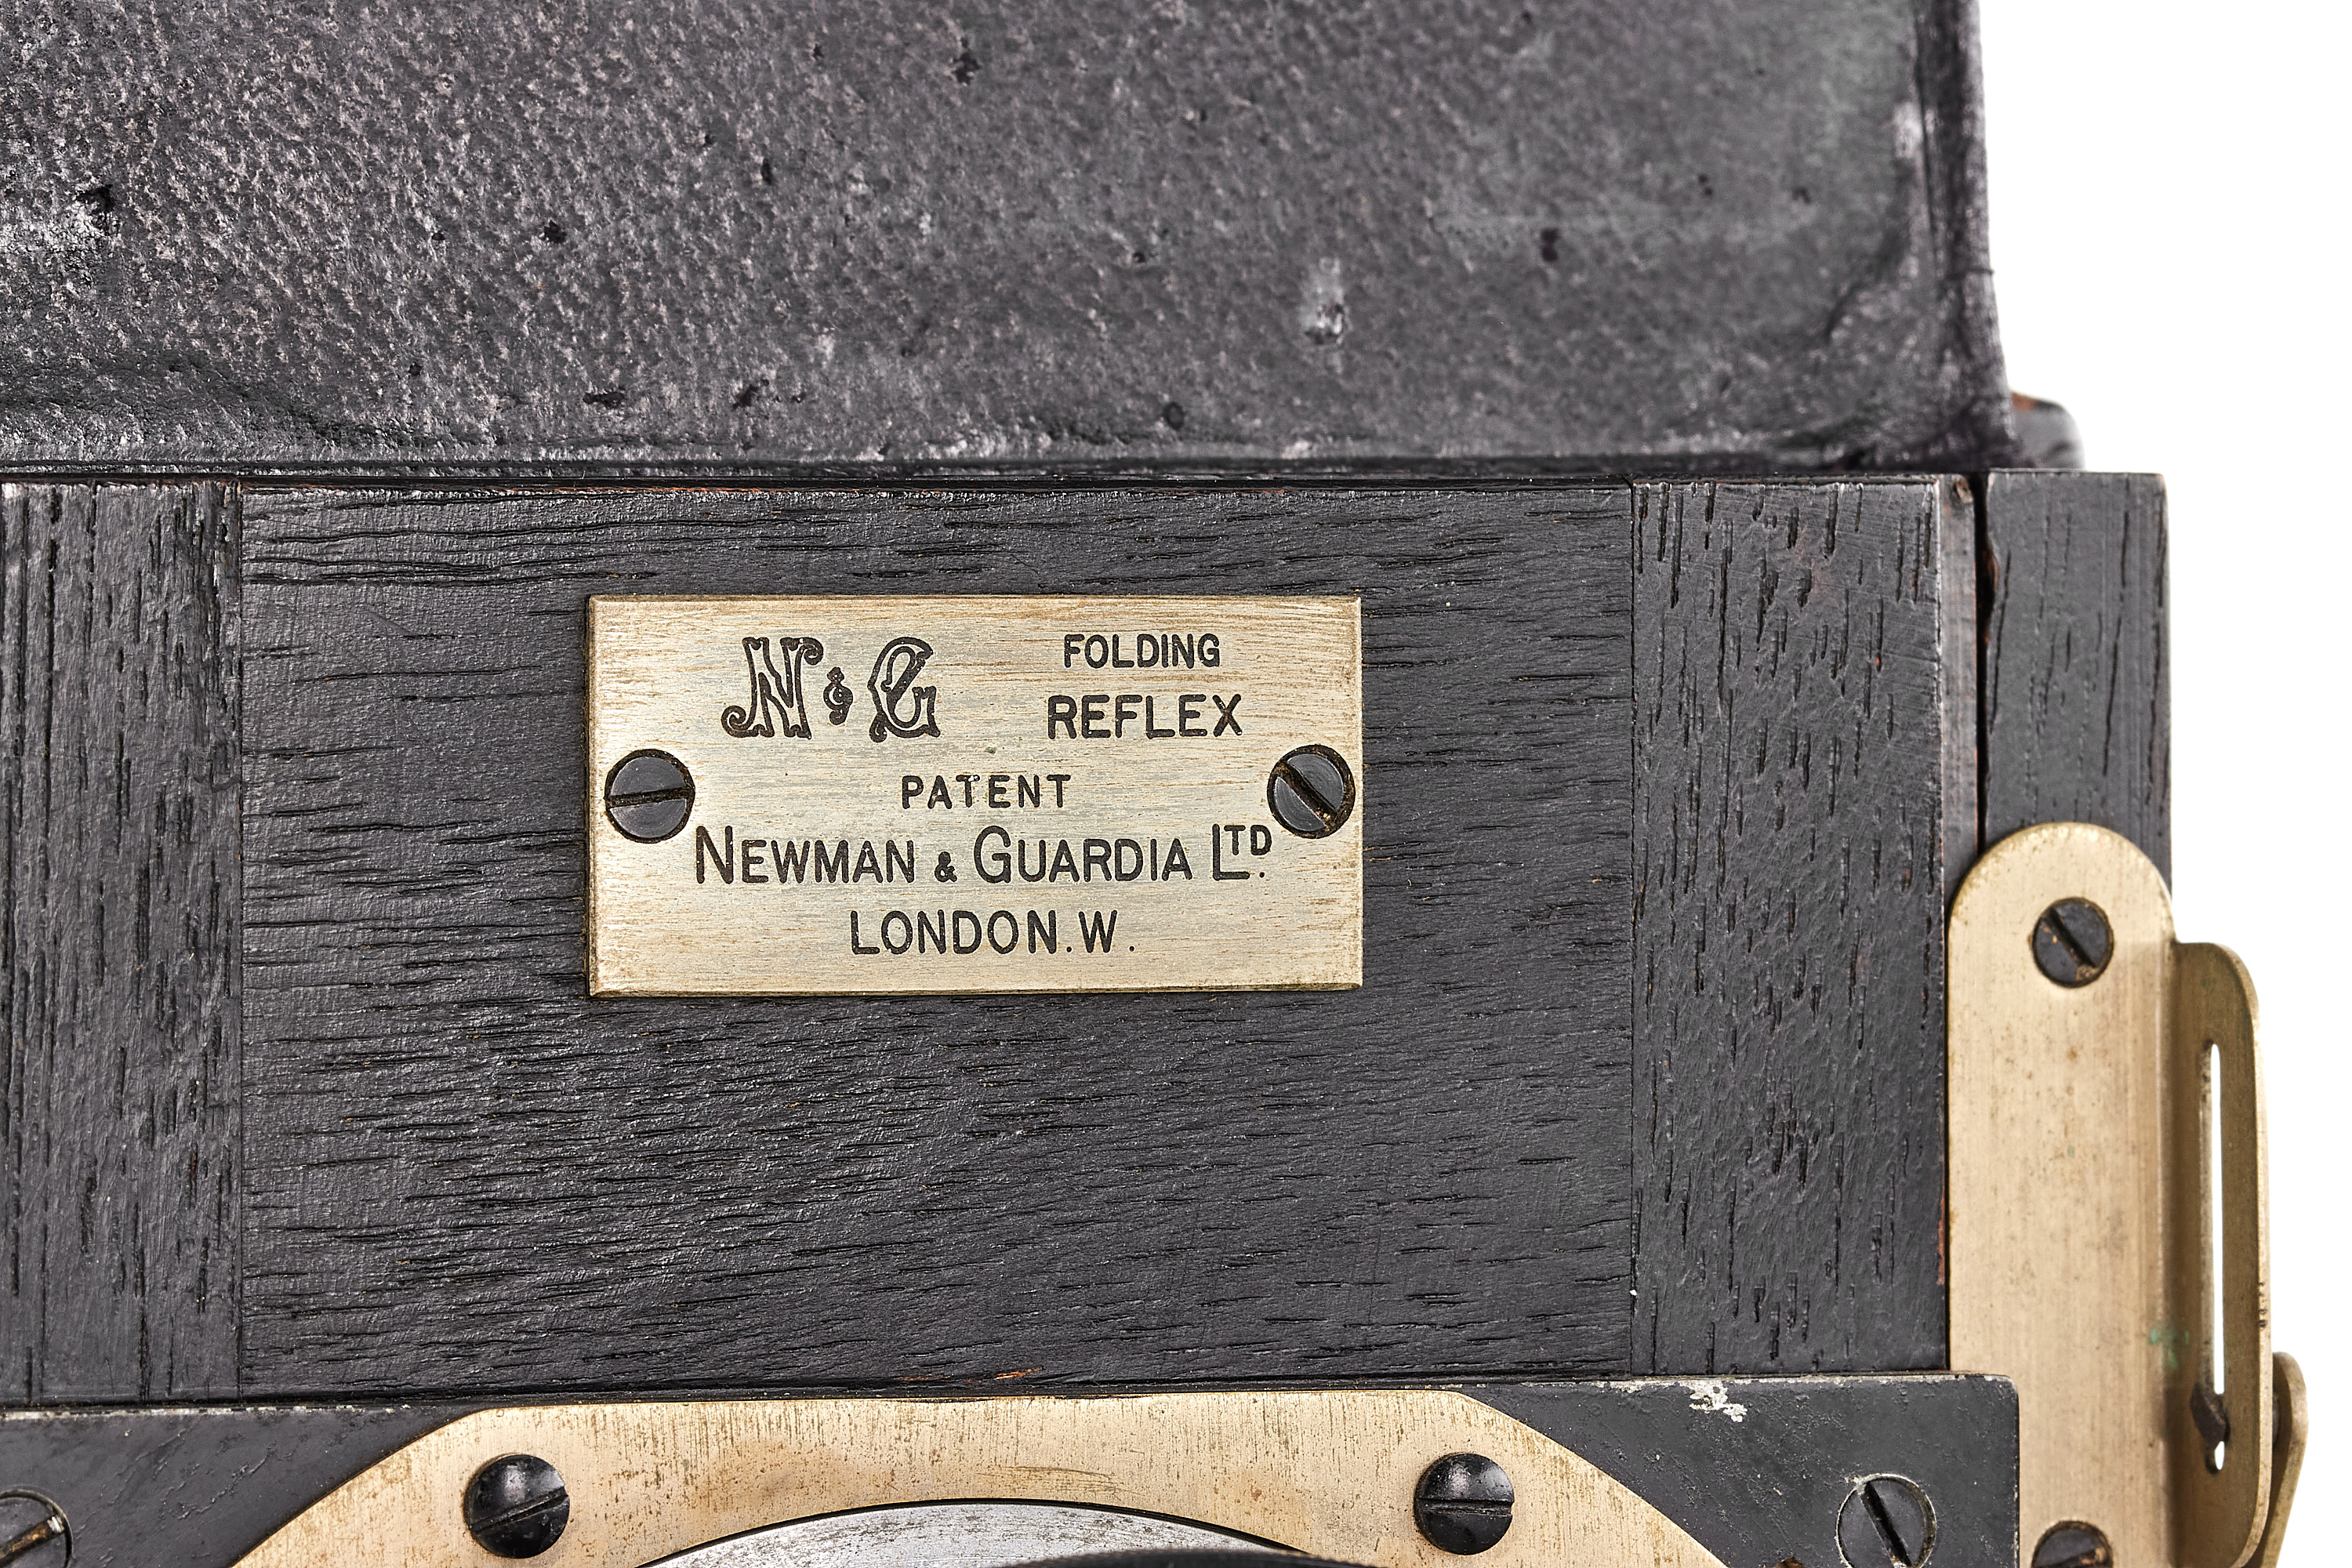 N & G FOLDING
REFLEX
PATENT
NEWMAN & GUARDIA LTD.
LONDON.W.